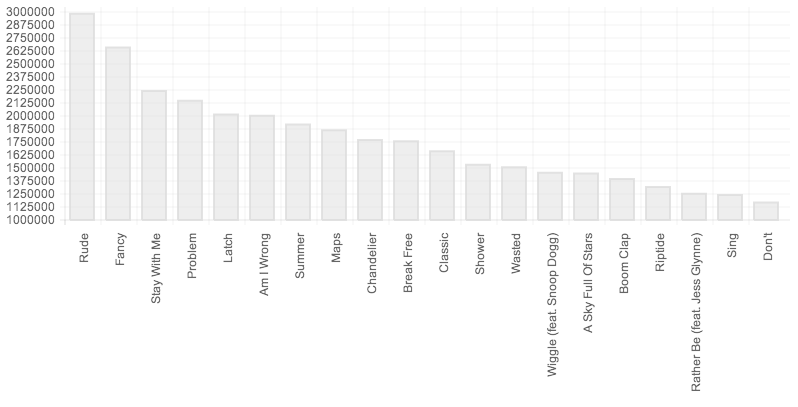 3000000
2875000
2750000
2625000
2500000
2375000
2250000
2125000
2000000
1875000
1750000
1625000
1500000
1375000
1250000
1125000
1000000
Rude
Fancy
Stay With Me
Problem
Latch
Am I Wrong
Summer
Maps
Chandelier
Break Free
Classic
Shower
Wasted
Wiggle (feat. Snoop Dogg)
A Sky Full Of Stars
Boom Clap
Riptide
Rather Be (feat. Jess Glynne)
Sing
Don't